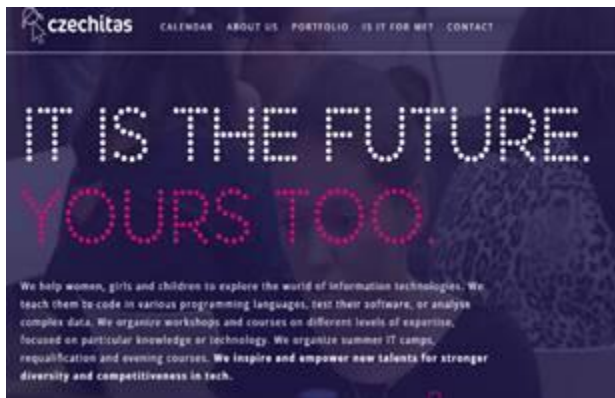 czechitas CALENDAR ABOUT US PORTFOLIO IS IT FOR ME? CONTACT
IT IS THE FUTURE.
YOURS TOO.
We help women, girls and children to explore the world of information technologies. We
teach them to code in various programming languages, test their software, or analyse
complex data. We organize workshops and courses on different levels of expertise,
focused on particular knowledge or technology. We organize summer IT camps,
requalification and evening courses. We inspire and empower new talents for stronger
diversity and competitiveness in tech.